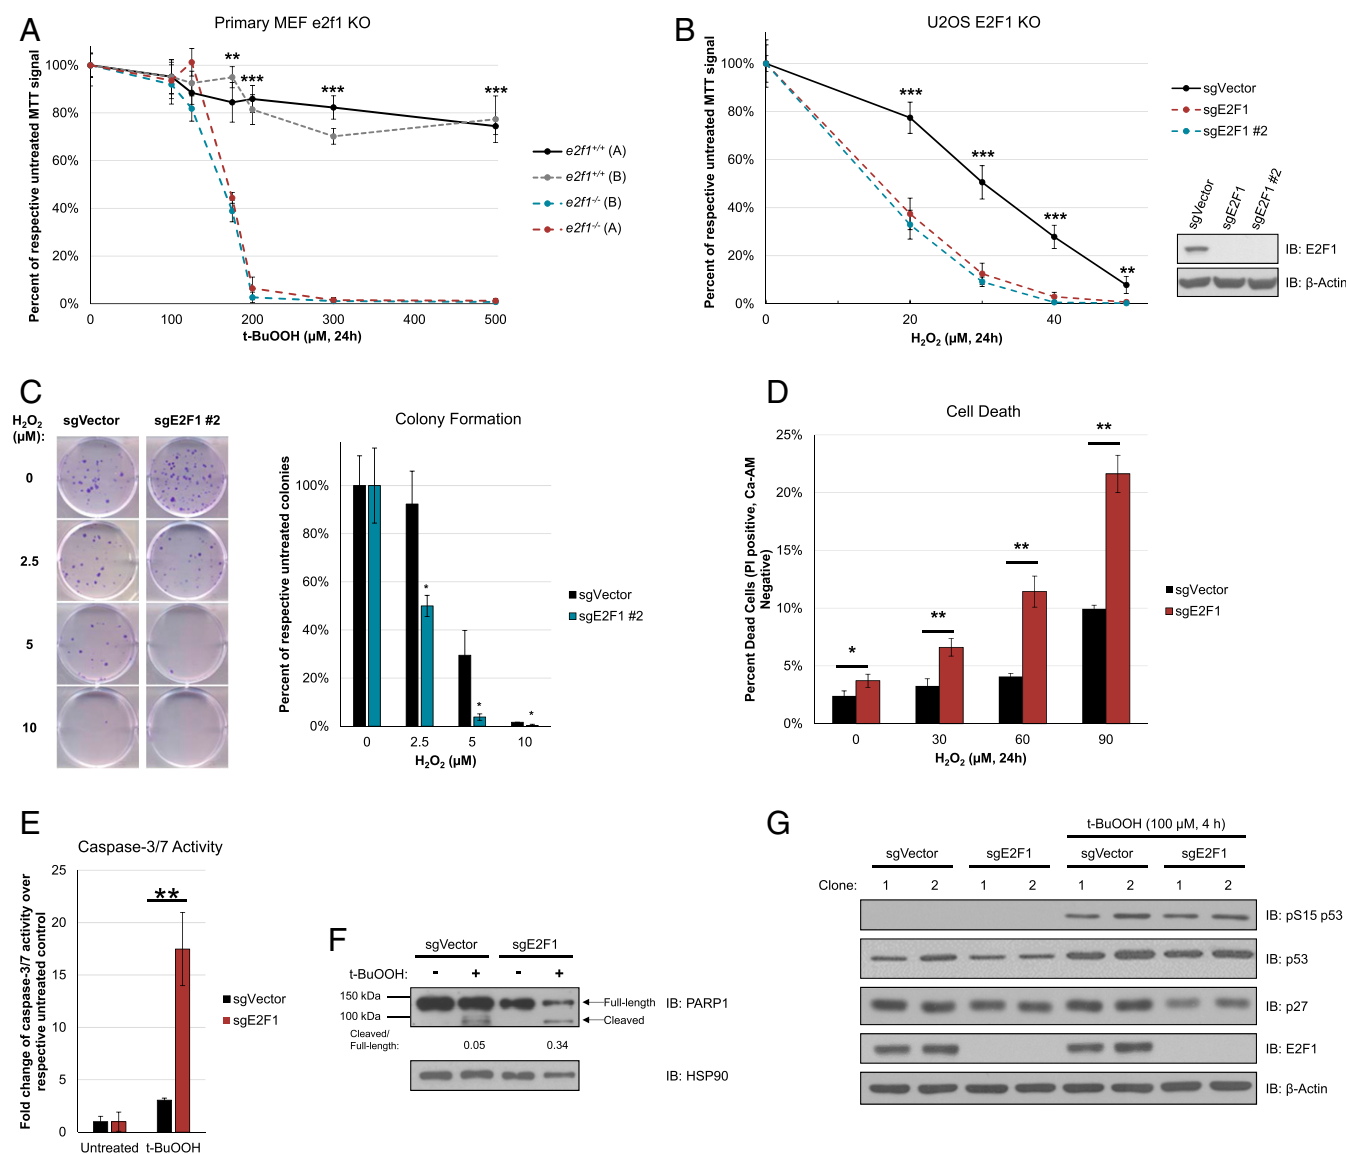 A
Primary MEF e2f1 KO
Percent of respective untreated MTT signal
100%
80%
60%
40%
20%
0%
** *** *** ***
0 100 200 300 400 500
t-BuOOH (µM, 24h)
e2f1+/+ (A)
e2f1+/+ (B)
e2f1-/- (B)
e2f1-/- (A)
B
U2OS E2F1 KO
Percent of respective untreated MTT signal
100%
80%
60%
40%
20%
0%
*** *** *** **
0 20 40
H₂O₂ (µM, 24h)
sgVector
sgE2F1
sgE2F1 #2
sgVector sgE2F1 sgE2F1 #2
IB: E2F1
IB: β-Actin
C
H₂O₂ (µM):
sgVector sgE2F1 #2
0
2.5
5
10
Colony Formation
Percent of respective untreated colonies
100%
80%
60%
40%
20%
0%
* * *
0 2.5 5 10
H₂O₂ (µM)
sgVector
sgE2F1 #2
D
Cell Death
Percent Dead Cells (PI positive, Ca-AM
Negative)
25%
20%
15%
10%
5%
0%
* ** ** **
0 30 60 90
H₂O₂ (µM, 24h)
sgVector
sgE2F1
E
Caspase-3/7 Activity
Fold change of caspase-3/7 activity over
respective untreated control
25
20
15
10
5
0
**
Untreated t-BuOOH
sgVector
sgE2F1
F
sgVector sgE2F1
t-BuOOH: - + - +
150 kDa
100 kDa
Full-length
Cleaved
IB: PARP1
Cleaved/
Full-length: 0.05 0.34
IB: HSP90
G
t-BuOOH (100 µM, 4 h)
sgVector sgE2F1 sgVector sgE2F1
Clone: 1 2 1 2 1 2 1 2
IB: pS15 p53
IB: p53
IB: p27
IB: E2F1
IB: β-Actin